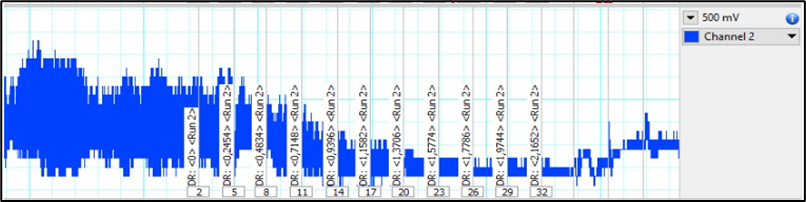 500 mV
Channel 2
DR: <0> <Run 2>
DR: <0,2454> <Run 2>
DR: <0,4834> <Run 2>
DR: <0,7148> <Run 2>
DR: <0,9396> <Run 2>
DR: <1,1582> <Run 2>
DR: <1,3706> <Run 2>
DR: <1,5774> <Run 2>
DR: <1,7786> <Run 2>
DR: <1,9744> <Run 2>
DR: <2,1652> <Run 2>
2 5 8 11 14 17 20 23 26 29 32